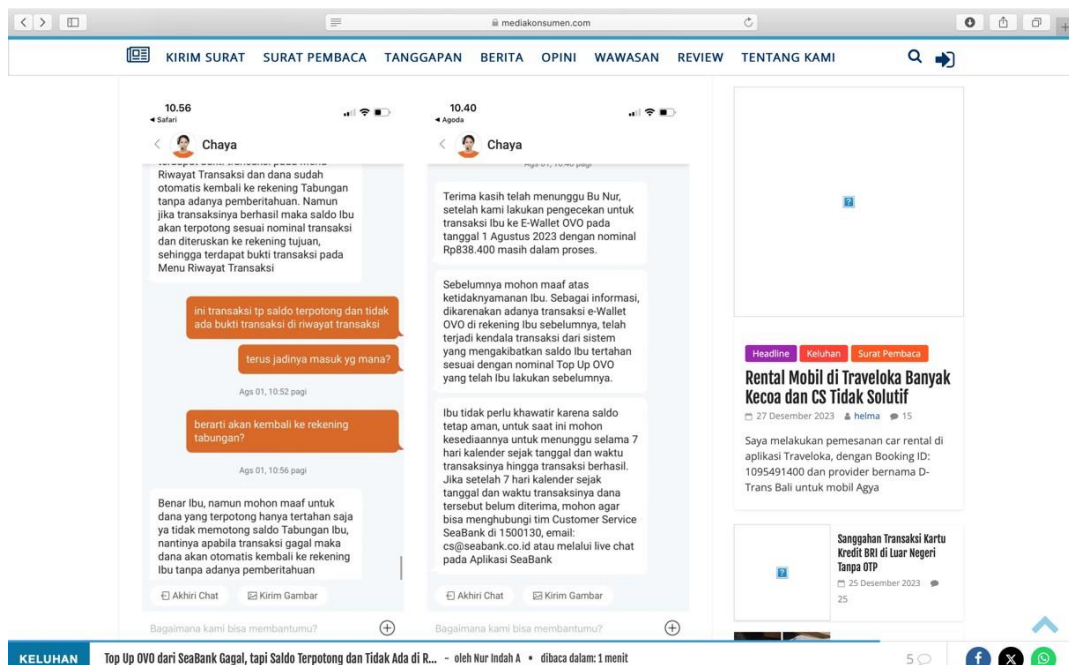 mediakonsumen.com
KIRIM SURAT SURAT PEMBACA TANGGAPAN BERITA OPINI WAWASAN REVIEW TENTANG KAMI
10.56
Safari
Chaya
Riwayat Transaksi dan dana sudah
otomatis kembali ke rekening Tabungan
tanpa adanya pemberitahuan. Namun
jika transaksinya berhasil maka saldo Ibu
akan terpotong sesuai nominal transaksi
dan diteruskan ke rekening tujuan,
sehingga terdapat bukti transaksi pada
Menu Riwayat Transaksi
ini transaksi tp saldo terpotong dan tidak
ada bukti transaksi di riwayat transaksi
terus jadinya masuk yg mana?
Ags 01, 10:52 pagi
berarti akan kembali ke rekening
tabungan?
Ags 01, 10:56 pagi
Benar Ibu, namun mohon maaf untuk
dana yang terpotong hanya tertahan saja
ya tidak memotong saldo Tabungan Ibu,
nantinya apabila transaksi gagal maka
dana akan otomatis kembali ke rekening
Ibu tanpa adanya pemberitahuan
Akhiri Chat Kirim Gambar
Bagaimana kami bisa membantumu?
10.40
Agoda
Chaya
Terima kasih telah menunggu Bu Nur,
setelah kami lakukan pengecekan untuk
transaksi Ibu ke E-Wallet OVO pada
tanggal 1 Agustus 2023 dengan nominal
Rp838.400 masih dalam proses.
Sebelumnya mohon maaf atas
ketidaknyamanan Ibu. Sebagai informasi,
dikarenakan adanya transaksi e-Wallet
OVO di rekening Ibu sebelumnya, telah
terjadi kendala transaksi dari sistem
yang mengakibatkan saldo Ibu tertahan
sesuai dengan nominal Top Up OVO
yang telah Ibu lakukan sebelumnya.
Ibu tidak perlu khawatir karena saldo
tetap aman, untuk saat ini mohon
kesediaannya untuk menunggu selama 7
hari kalender sejak tanggal dan waktu
transaksinya hingga transaksi berhasil.
Jika setelah 7 hari kalender sejak
tanggal dan waktu transaksinya dana
tersebut belum diterima, mohon agar
bisa menghubungi tim Customer Service
SeaBank di 1500130, email:
cs@seabank.co.id atau melalui live chat
pada Aplikasi SeaBank
Akhiri Chat Kirim Gambar
Bagaimana kami bisa membantumu?
Headline Keluhan Surat Pembaca
Rental Mobil di Traveloka Banyak
Kecoa dan CS Tidak Solutif
27 Desember 2023 helma 15
Saya melakukan pemesanan car rental di
aplikasi Traveloka, dengan Booking ID:
1095491400 dan provider bernama D-
Trans Bali untuk mobil Agya
Sanggahan Transaksi Kartu
Kredit BRI di Luar Negeri
Tanpa OTP
25 Desember 2023
25
KELUHAN Top Up OVO dari SeaBank Gagal, tapi Saldo Terpotong dan Tidak Ada di R... - oleh Nur Indah A • dibaca dalam: 1 menit 5